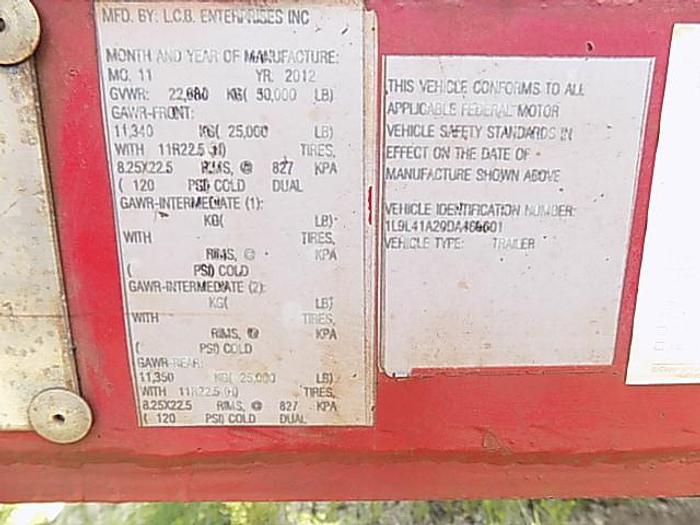 MFD. BY: L.C.B. ENTERPRISES INC
MONTH AND YEAR OF MANUFACTURE:
MO. 11 YR. 2012
GVWR: 22,680 KG( 50,000 LB)
GAWR-FRONT:
11,340 KG( 25,000 LB)
WITH 11R22.5 TIRES,
8.25X22.5 RIMS, @ 827 KPA
( 120 PSI) COLD DUAL
GAWR-INTERMEDIATE (1):
KG( LB)
WITH TIRES,
RIMS, @ KPA
( PSI) COLD
GAWR-INTERMEDIATE (2):
KG( LB)
WITH TIRES,
RIMS, @ KPA
( PSI) COLD
GAWR-REAR:
11,350 KG( 25,000 LB)
WITH 11R22.5 TIRES,
8.25X22.5 RIMS, @ 827 KPA
( 120 PSI) COLD DUAL
THIS VEHICLE CONFORMS TO ALL
APPLICABLE FEDERAL MOTOR
VEHICLE SAFETY STANDARDS IN
EFFECT ON THE DATE OF
MANUFACTURE SHOWN ABOVE
VEHICLE IDENTIFICATION NUMBER:
VEHICLE TYPE: TRAILER